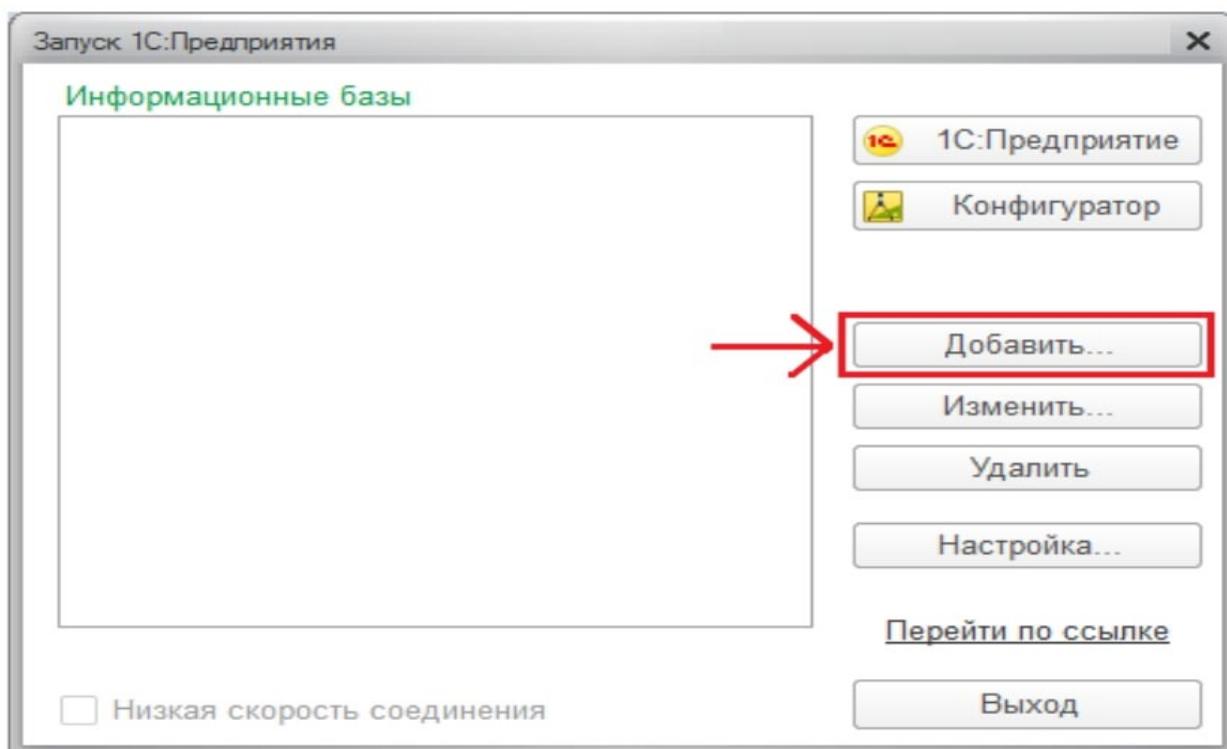 Запуск 1С:Предприятия
Информационные базы
1С:Предприятие
Конфигуратор
Добавить...
Изменить...
Удалить
Настройка...
Перейти по ссылке
Низкая скорость соединения
Выход